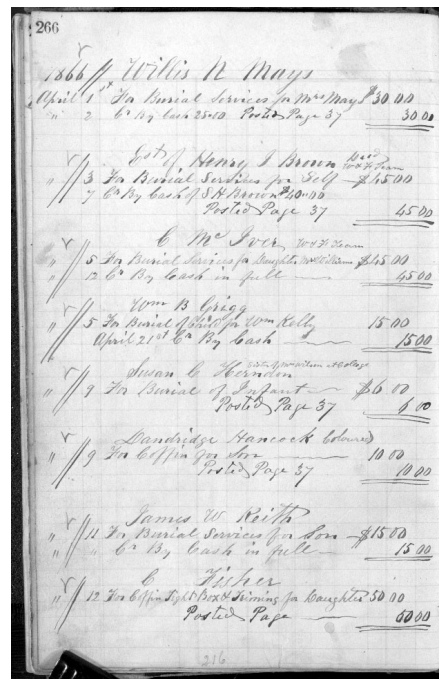 266
1866 Willis N Mays
April 1st For Burial Services for Mrs Mays $30 00
" 2 Cr By Cash 25.50 Posted Page 37 30 00
Est of Henry J Brown
" 3 For Burial Services for Self $45 00
7 Cr By Cash of S H Brown $40.00
Posted Page 37 45 00
C McIver
" 5 For Burial Services for Daughter $45 00
" 12 Cr By Cash in full 45 00
Wm B Grigg
" 5 For Burial of Child for Wm Kelly 15 00
April 21st Cr By Cash 15 00
Susan C Herndon
" 9 For Burial of Infant $6 00
Posted Page 37 6 00
Dandridge Hancock Coloured
" 9 For Coffin for Son 10 00
Posted Page 37 10 00
James W Keith
" 11 For Burial Services for Son $15 00
" " Cr By Cash in full 15 00
C Fisher
" 12 For Coffin Tight Box & Triming for Daughter 50 00
Posted Page 50 00
216